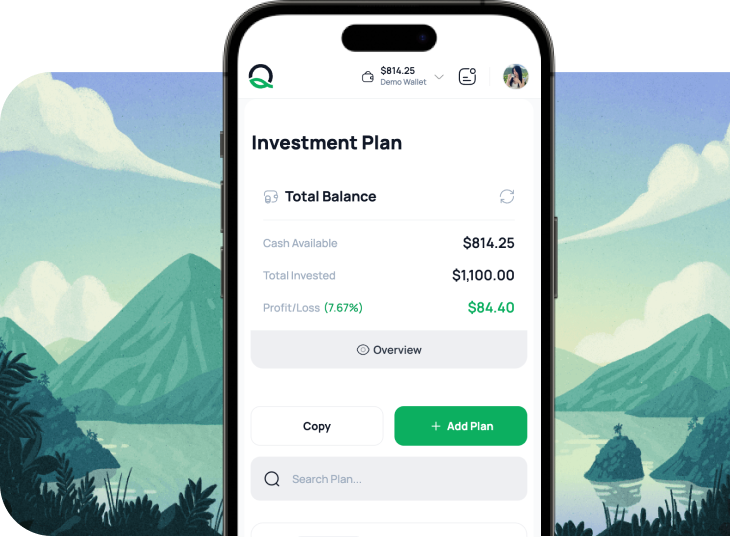 $814.25
Demo Wallet
Investment Plan
Total Balance
Cash Available $814.25
Total Invested $1,100.00
Profit/Loss (7.67%) $84.40
Overview
Copy + Add Plan
Search Plan...